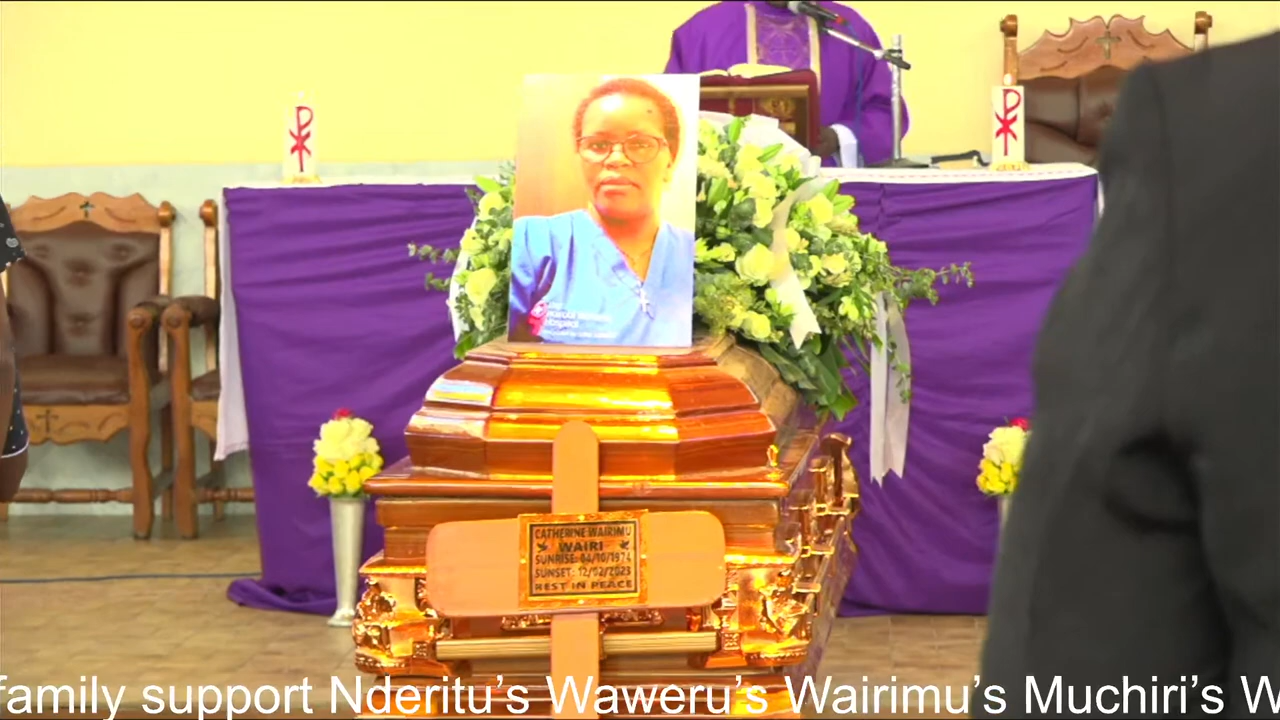 CATHERINE WAIRIMU
WAIRI
SUNRISE: 04/10/1974
SUNSET: 12/02/2023
REST IN PEACE
family support Nderitu’s Waweru’s Wairimu’s Muchiri’s W